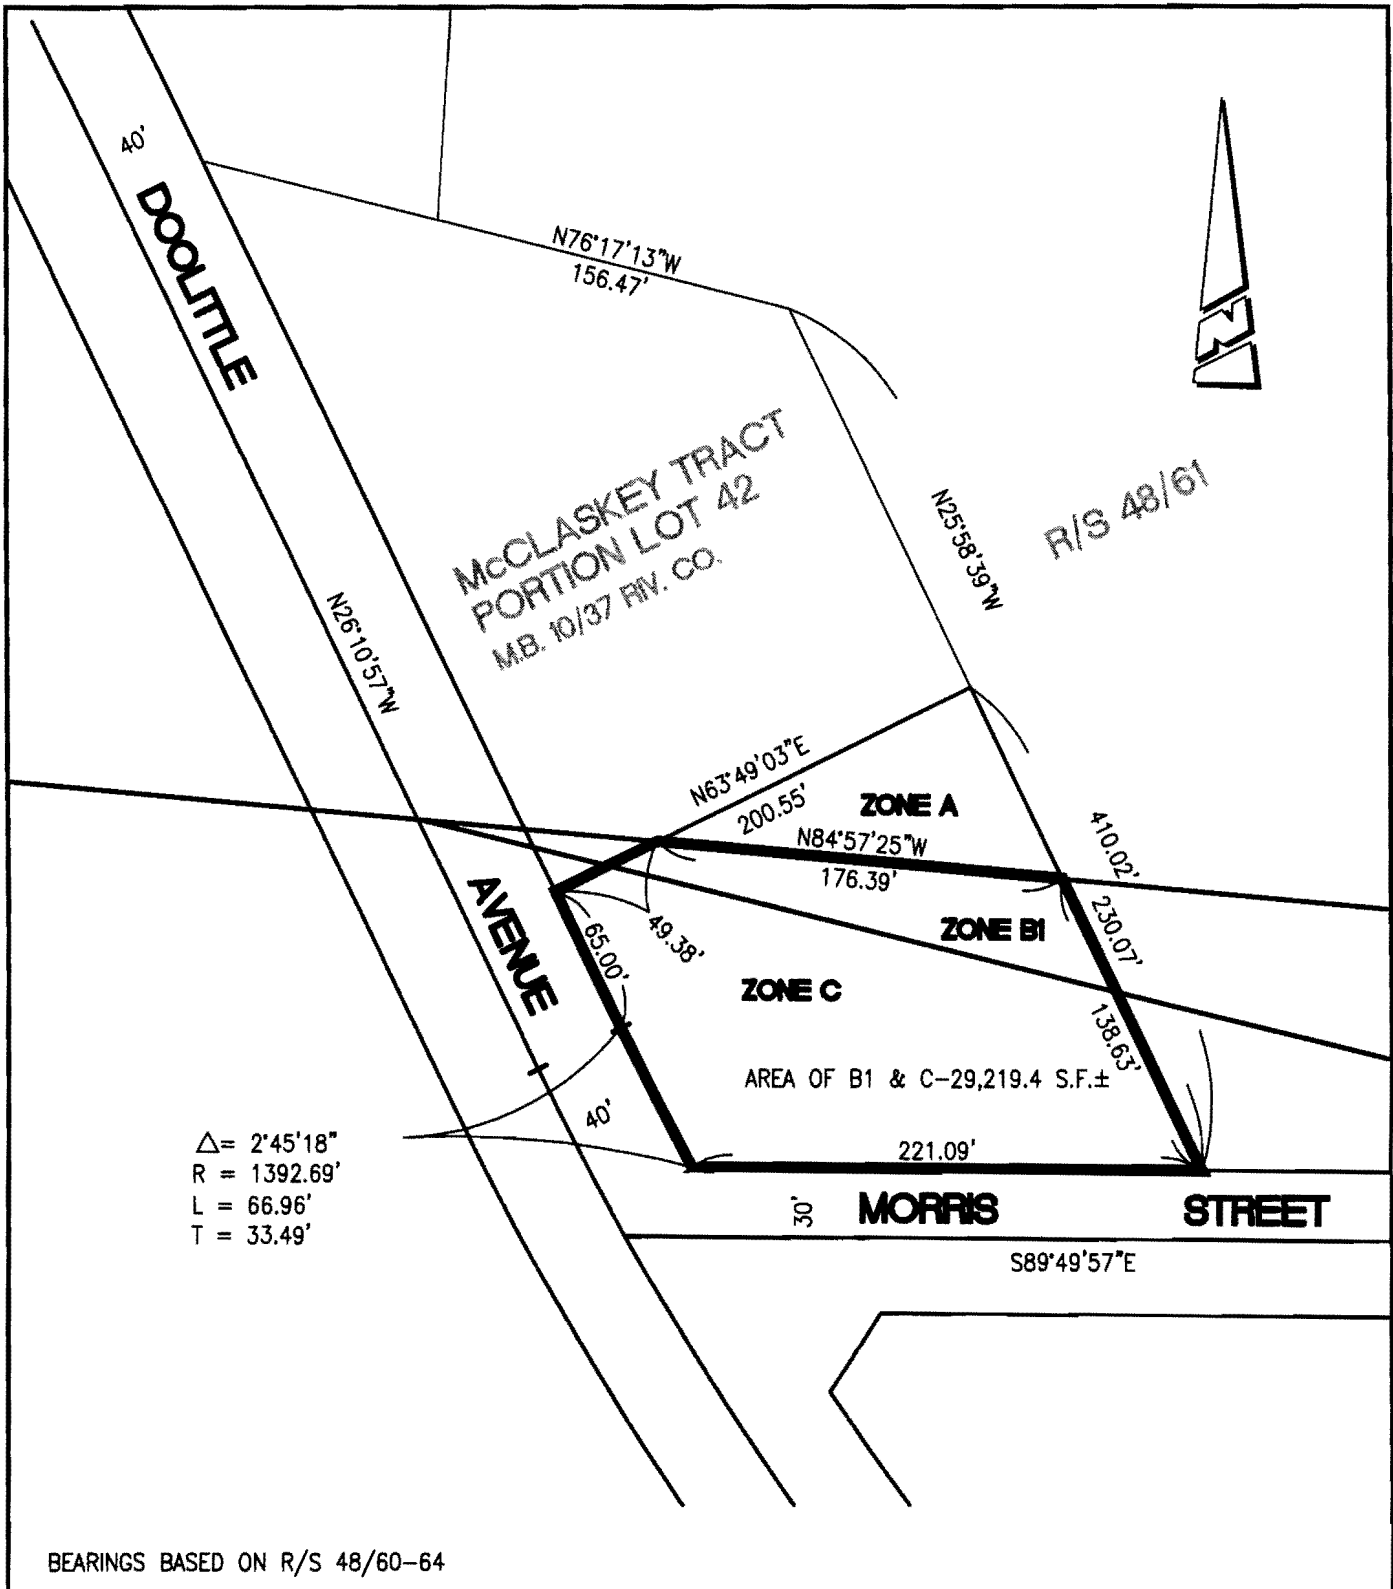 40'
DOOLITTLE
N76°17'13"W
156.47'
N
McCLASKEY TRACT
PORTION LOT 42
M.B. 10/37 RIV. CO.
R/S 48/61
N25°58'39"W
N26°10'57"W
N63°49'03"E
200.55'
ZONE A
N84°57'25"W
176.39'
410.02'
230.07'
ZONE B1
AVENUE
65.00'
49.38'
ZONE C
138.63'
AREA OF B1 & C-29,219.4 S.F.±
40'
△= 2°45'18"
R = 1392.69'
L = 66.96'
T = 33.49'
221.09'
30'
MORRIS STREET
S89°49'57"E
BEARINGS BASED ON R/S 48/60-64